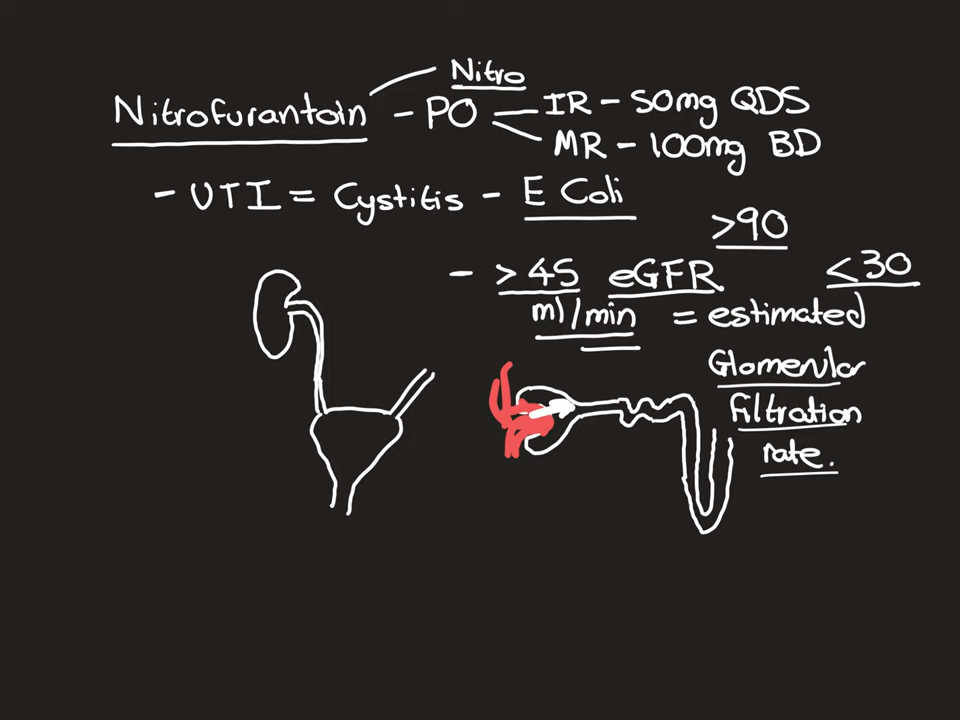 Nitro
Nitrofurantoin - PO = IR - 50mg QDS
MR - 100mg BD
- UTI = Cystitis - E Coli
>90
- >45 eGFR <30
ml/min = estimated
Glomerular
filtration
rate.